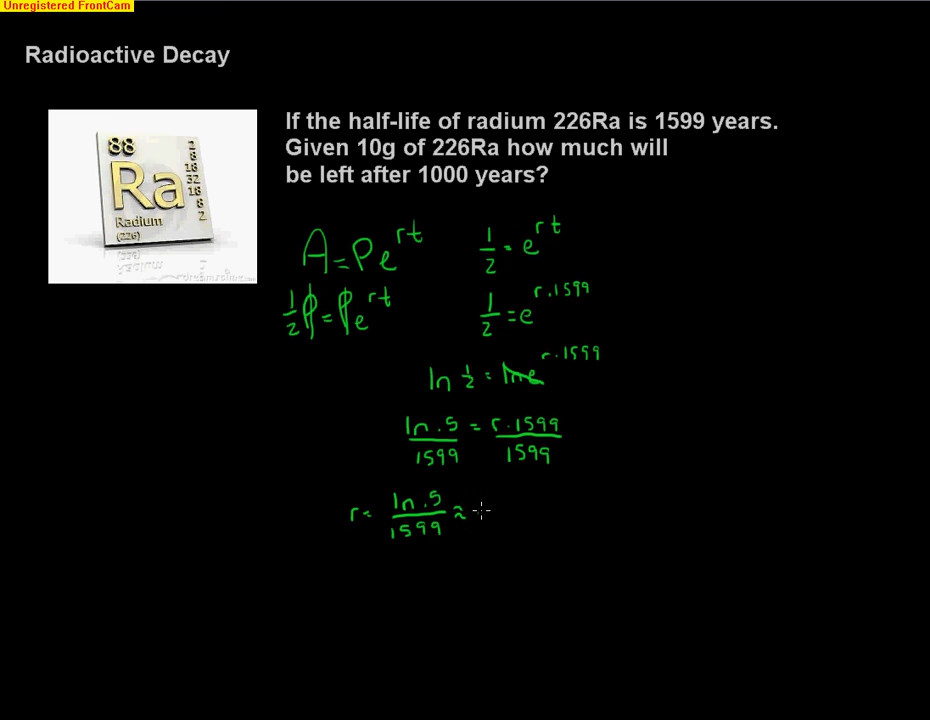 Unregistered FrontCam
Radioactive Decay
If the half-life of radium 226Ra is 1599 years.
Given 10g of 226Ra how much will
be left after 1000 years?
88
Ra
Radium
(226)
2
8
18
32
18
8
2
dreamstime
A=Pe^rt
1/2 P=Pe^rt
1/2 = e^rt
1/2 = e^r.1599
ln 1/2 = ln e^r.1599
ln .5/1599 = r.1599/1599
r= ln .5/1599 ≈